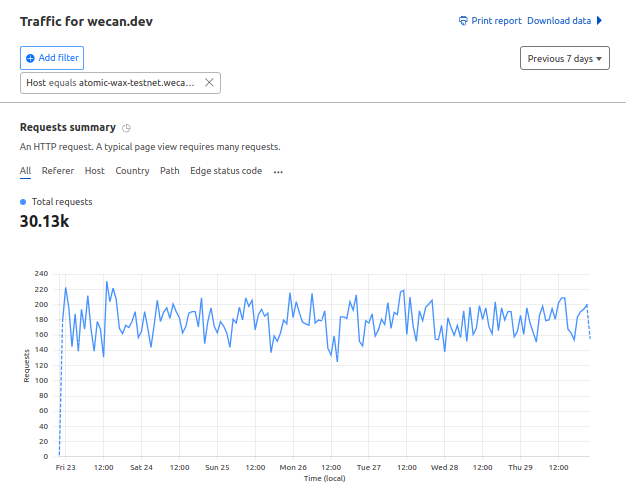 Traffic for wecan.dev
Print report Download data
Add filter
Previous 7 days
Host equals atomic-wax-testnet.weca...
Requests summary
An HTTP request. A typical page view requires many requests.
All Referer Host Country Path Edge status code ...
Total requests
30.13k
240
220
200
180
160
140
120
100
80
60
40
20
0
Requests
Fri 23 12:00 Sat 24 12:00 Sun 25 12:00 Mon 26 12:00 Tue 27 12:00 Wed 28 12:00 Thu 29 12:00
Time (local)